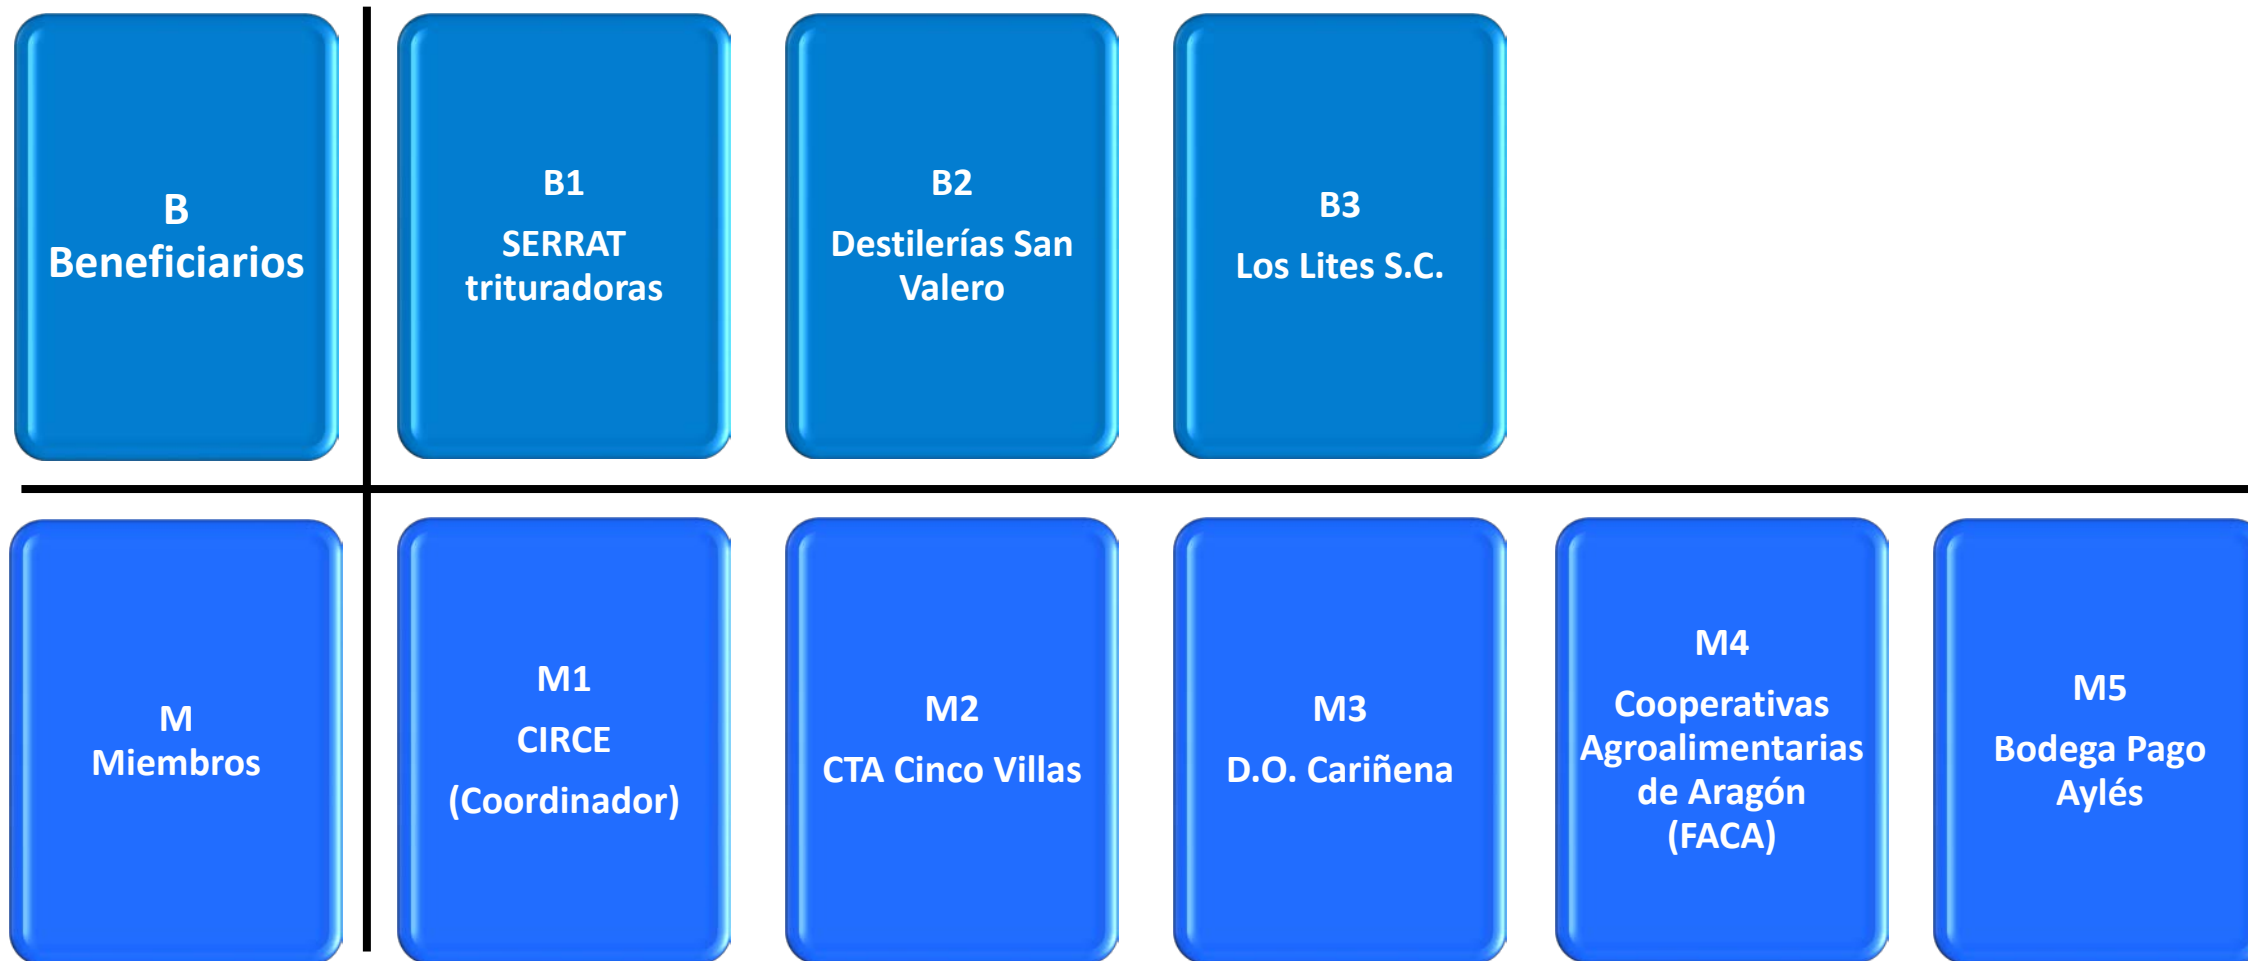 B
Beneficiarios
B1
SERRAT
trituradoras
B2
Destilerías San
Valero
B3
Los Lites S.C.
M
Miembros
M1
CIRCE
(Coordinador)
M2
CTA Cinco Villas
M3
D.O. Cariñena
M4
Cooperativas
Agroalimentarias
de Aragón
(FACA)
M5
Bodega Pago
Aylés